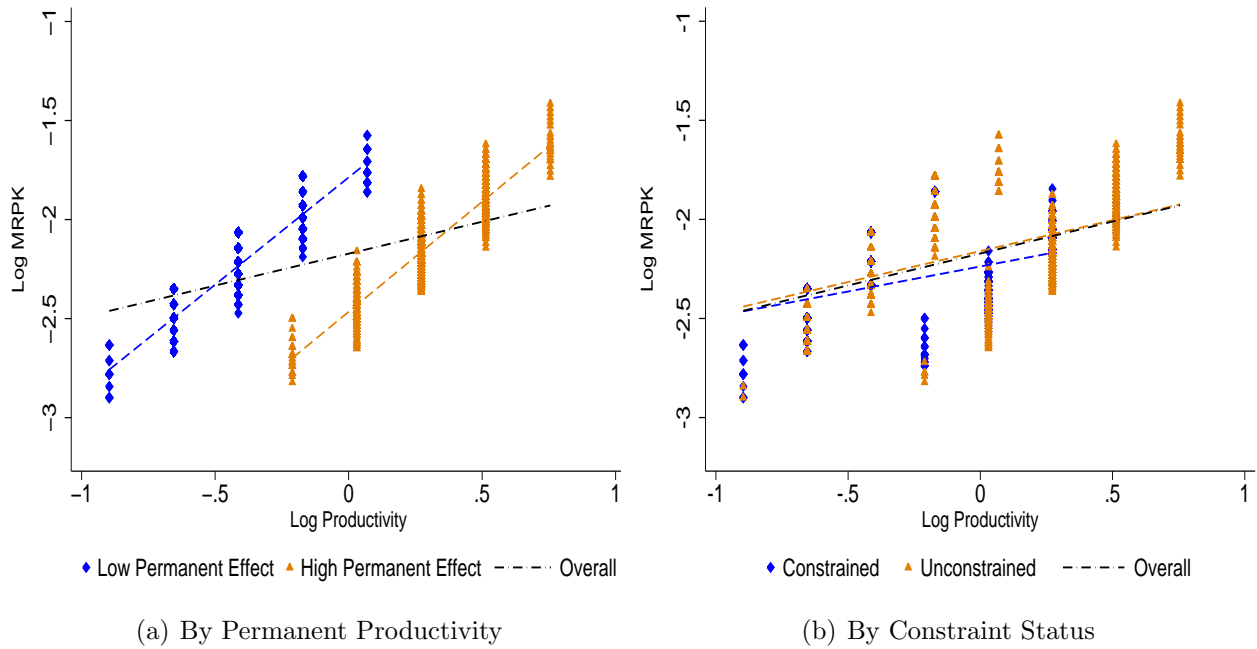 Log MRPK
−1
−1.5
−2
−2.5
−3
−1
−.5
0
.5
1
Log Productivity
Low Permanent Effect High Permanent Effect Overall
(a) By Permanent Productivity
Log MRPK
-1
-1.5
-2
-2.5
-3
-1
-.5
0
.5
1
Log Productivity
Constrained Unconstrained Overall
(b) By Constraint Status